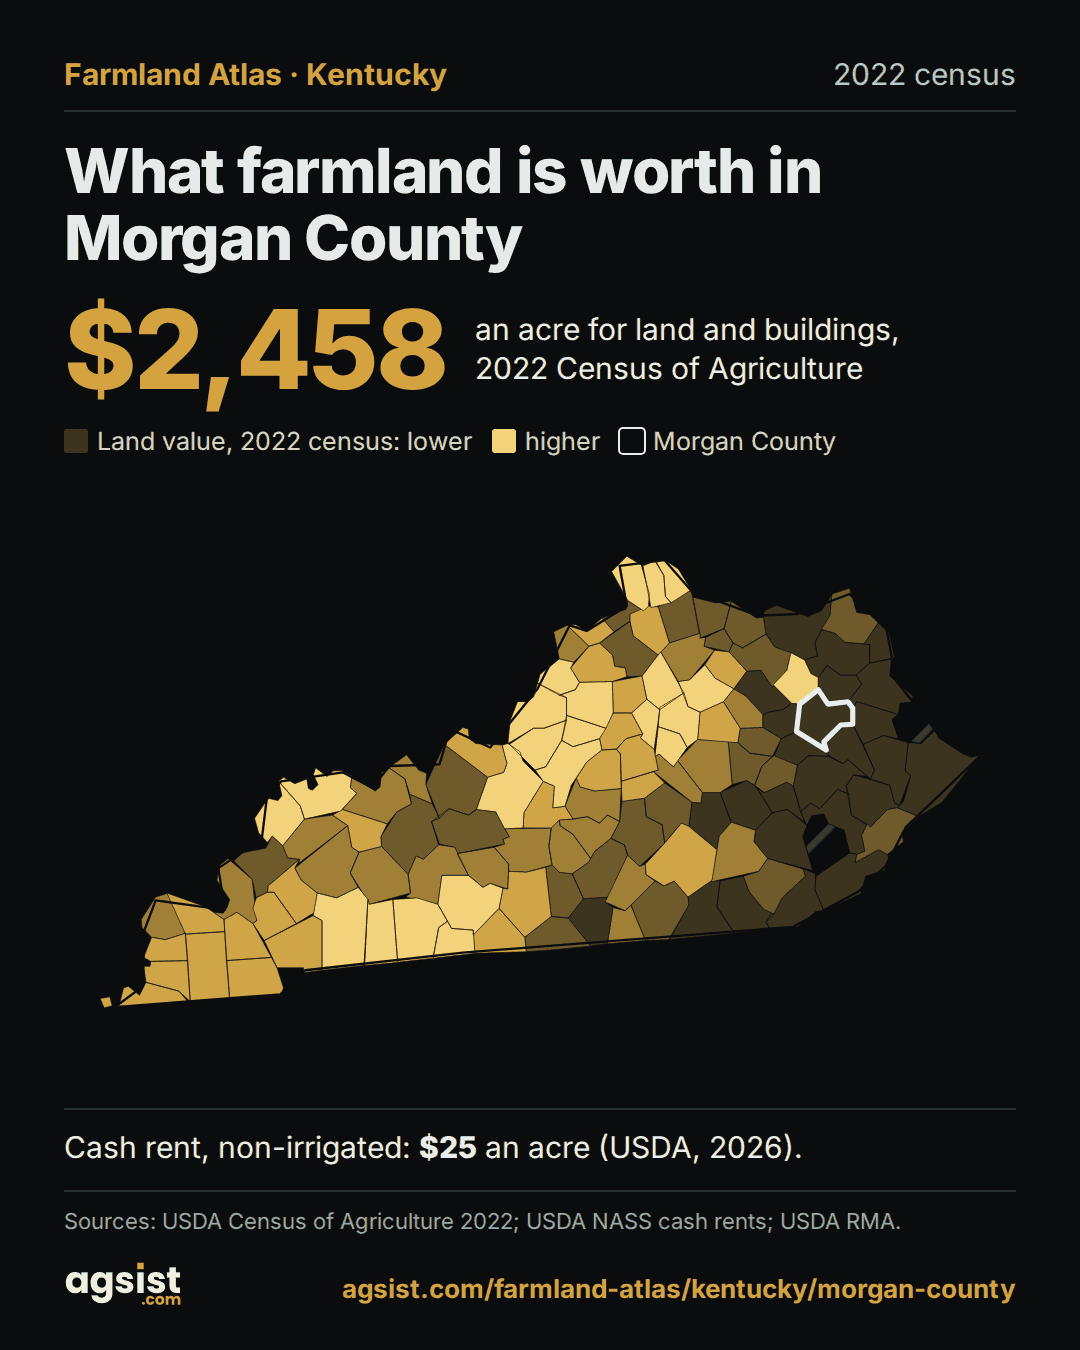 Farmland Atlas · Kentucky
2022 census
What farmland is worth in
Morgan County
$2,458
an acre for land and buildings,
2022 Census of Agriculture
Land value, 2022 census: lower higher Morgan County
Cash rent, non-irrigated: $25 an acre (USDA, 2026).
Sources: USDA Census of Agriculture 2022; USDA NASS cash rents; USDA RMA.
agsist
.com
agsist.com/farmland-atlas/kentucky/morgan-county